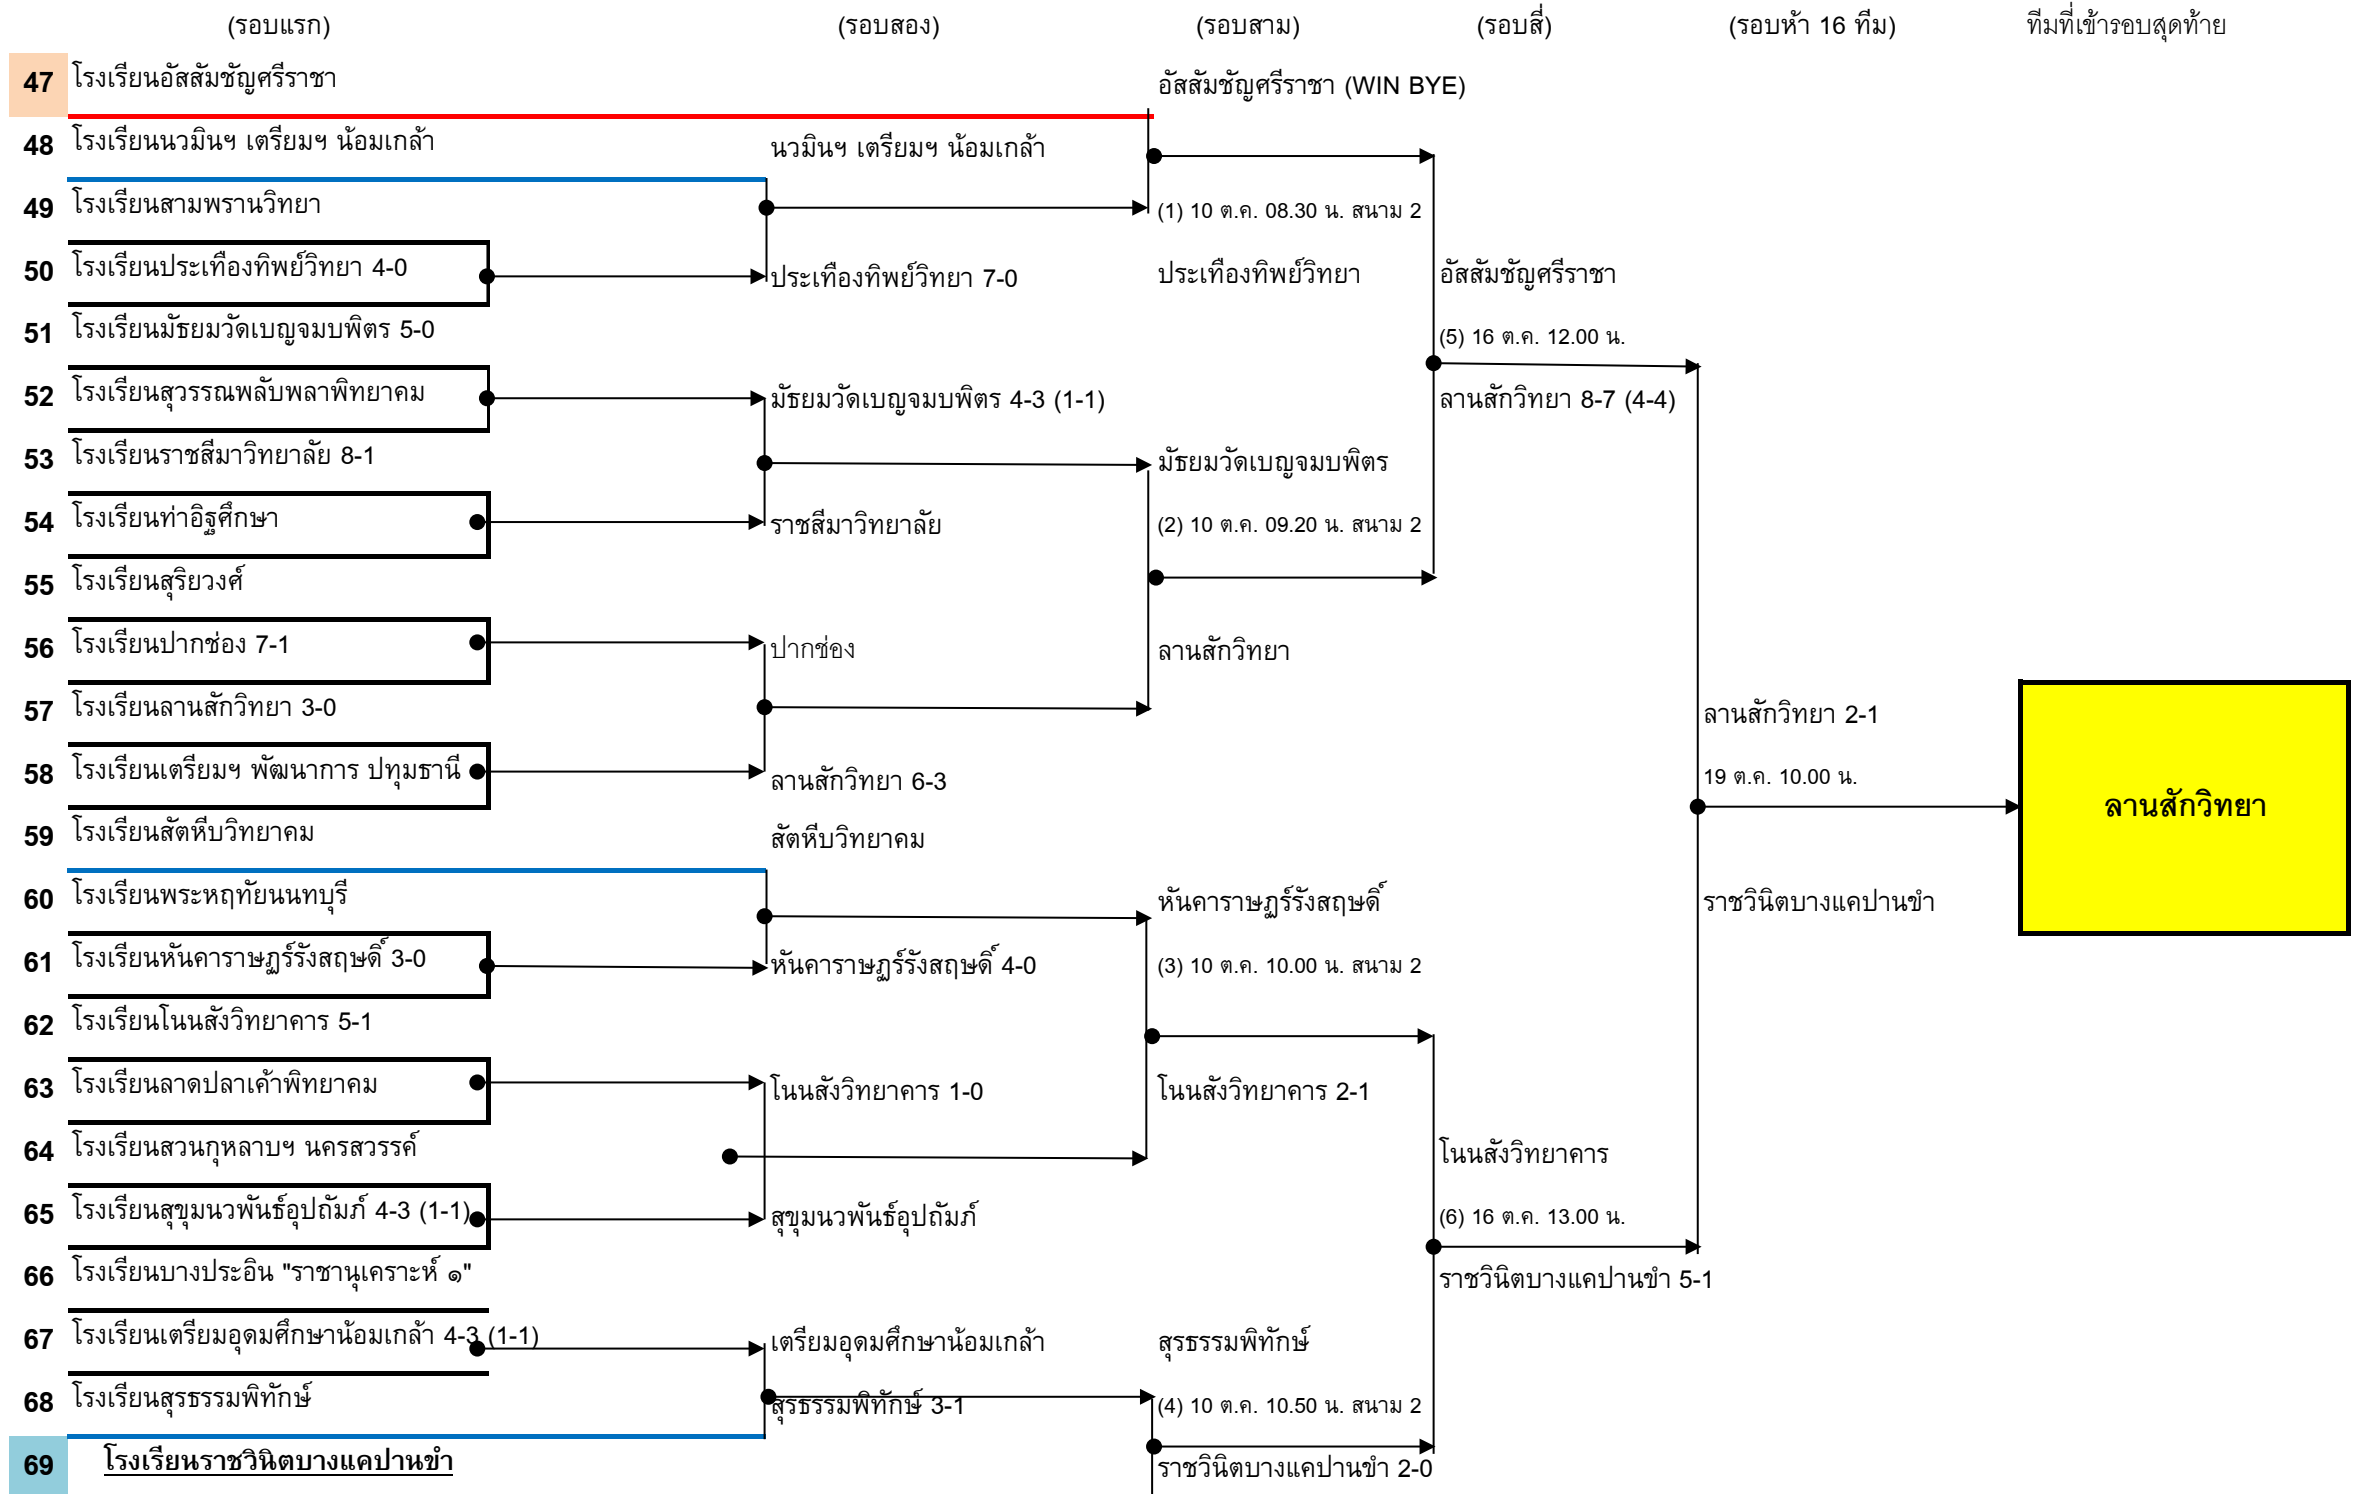 (รอบแรก) (รอบสอง) (รอบสาม) (รอบสี่) (รอบห้า 16 ทีม) ทีมที่เข้ารอบสุดท้าย
47 โรงเรียนอัสสัมชัญศรีราชา อัสสัมชัญศรีราชา (WIN BYE)
48 โรงเรียนนวมินฯ เตรียมฯ น้อมเกล้า นวมินฯ เตรียมฯ น้อมเกล้า
49 โรงเรียนสามพรานวิทยา (1) 10 ต.ค. 08.30 น. สนาม 2
50 โรงเรียนประเทืองทิพย์วิทยา 4-0 ประเทืองทิพย์วิทยา 7-0 ประเทืองทิพย์วิทยา อัสสัมชัญศรีราชา
51 โรงเรียนมัธยมวัดเบญจมบพิตร 5-0 (5) 16 ต.ค. 12.00 น.
52 โรงเรียนสุวรรณพลับพลาพิทยาคม มัธยมวัดเบญจมบพิตร 4-3 (1-1) ลานสักวิทยา 8-7 (4-4)
53 โรงเรียนราชสีมาวิทยาลัย 8-1 มัธยมวัดเบญจมบพิตร
54 โรงเรียนท่าอิฐศึกษา ราชสีมาวิทยาลัย (2) 10 ต.ค. 09.20 น. สนาม 2
55 โรงเรียนสุริยวงศ์
56 โรงเรียนปากช่อง 7-1 ปากช่อง ลานสักวิทยา
57 โรงเรียนลานสักวิทยา 3-0 ลานสักวิทยา 2-1
58 โรงเรียนเตรียมฯ พัฒนาการ ปทุมธานี ลานสักวิทยา 6-3 19 ต.ค. 10.00 น.
ลานสักวิทยา
59 โรงเรียนสัตหีบวิทยาคม สัตหีบวิทยาคม
60 โรงเรียนพระหฤทัยนนทบุรี หันคาราษฏร์รังสฤษดิ์ ราชวินิตบางแคปานขำ
61 โรงเรียนหันคาราษฏร์รังสฤษดิ์ 3-0 หันคาราษฏร์รังสฤษดิ์ 4-0 (3) 10 ต.ค. 10.00 น. สนาม 2
62 โรงเรียนโนนสังวิทยาคาร 5-1
63 โรงเรียนลาดปลาเค้าพิทยาคม โนนสังวิทยาคาร 1-0 โนนสังวิทยาคาร 2-1
64 โรงเรียนสวนกุหลาบฯ นครสวรรค์ โนนสังวิทยาคาร
65 โรงเรียนสุขุมนวพันธ์อุปถัมภ์ 4-3 (1-1) สุขุมนวพันธ์อุปถัมภ์ (6) 16 ต.ค. 13.00 น.
66 โรงเรียนบางประอิน "ราชานุเคราะห์ ๑" ราชวินิตบางแคปานขำ 5-1
67 โรงเรียนเตรียมอุดมศึกษาน้อมเกล้า 4-3 (1-1) เตรียมอุดมศึกษาน้อมเกล้า สุรธรรมพิทักษ์
68 โรงเรียนสุรธรรมพิทักษ์ สุรธรรมพิทักษ์ 3-1 (4) 10 ต.ค. 10.50 น. สนาม 2
69 โรงเรียนราชวินิตบางแคปานขำ ราชวินิตบางแคปานขำ 2-0